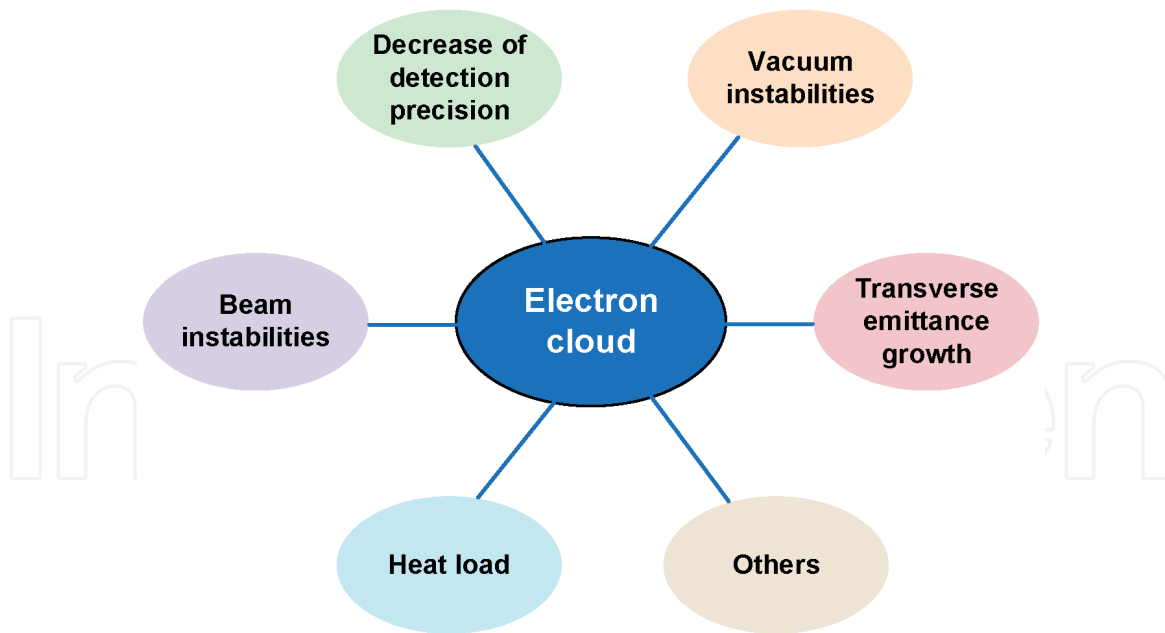 Decrease of
detection
precision
Vacuum
instabilities
Beam
instabilities
Electron
cloud
Transverse
emittance
growth
Heat load
Others